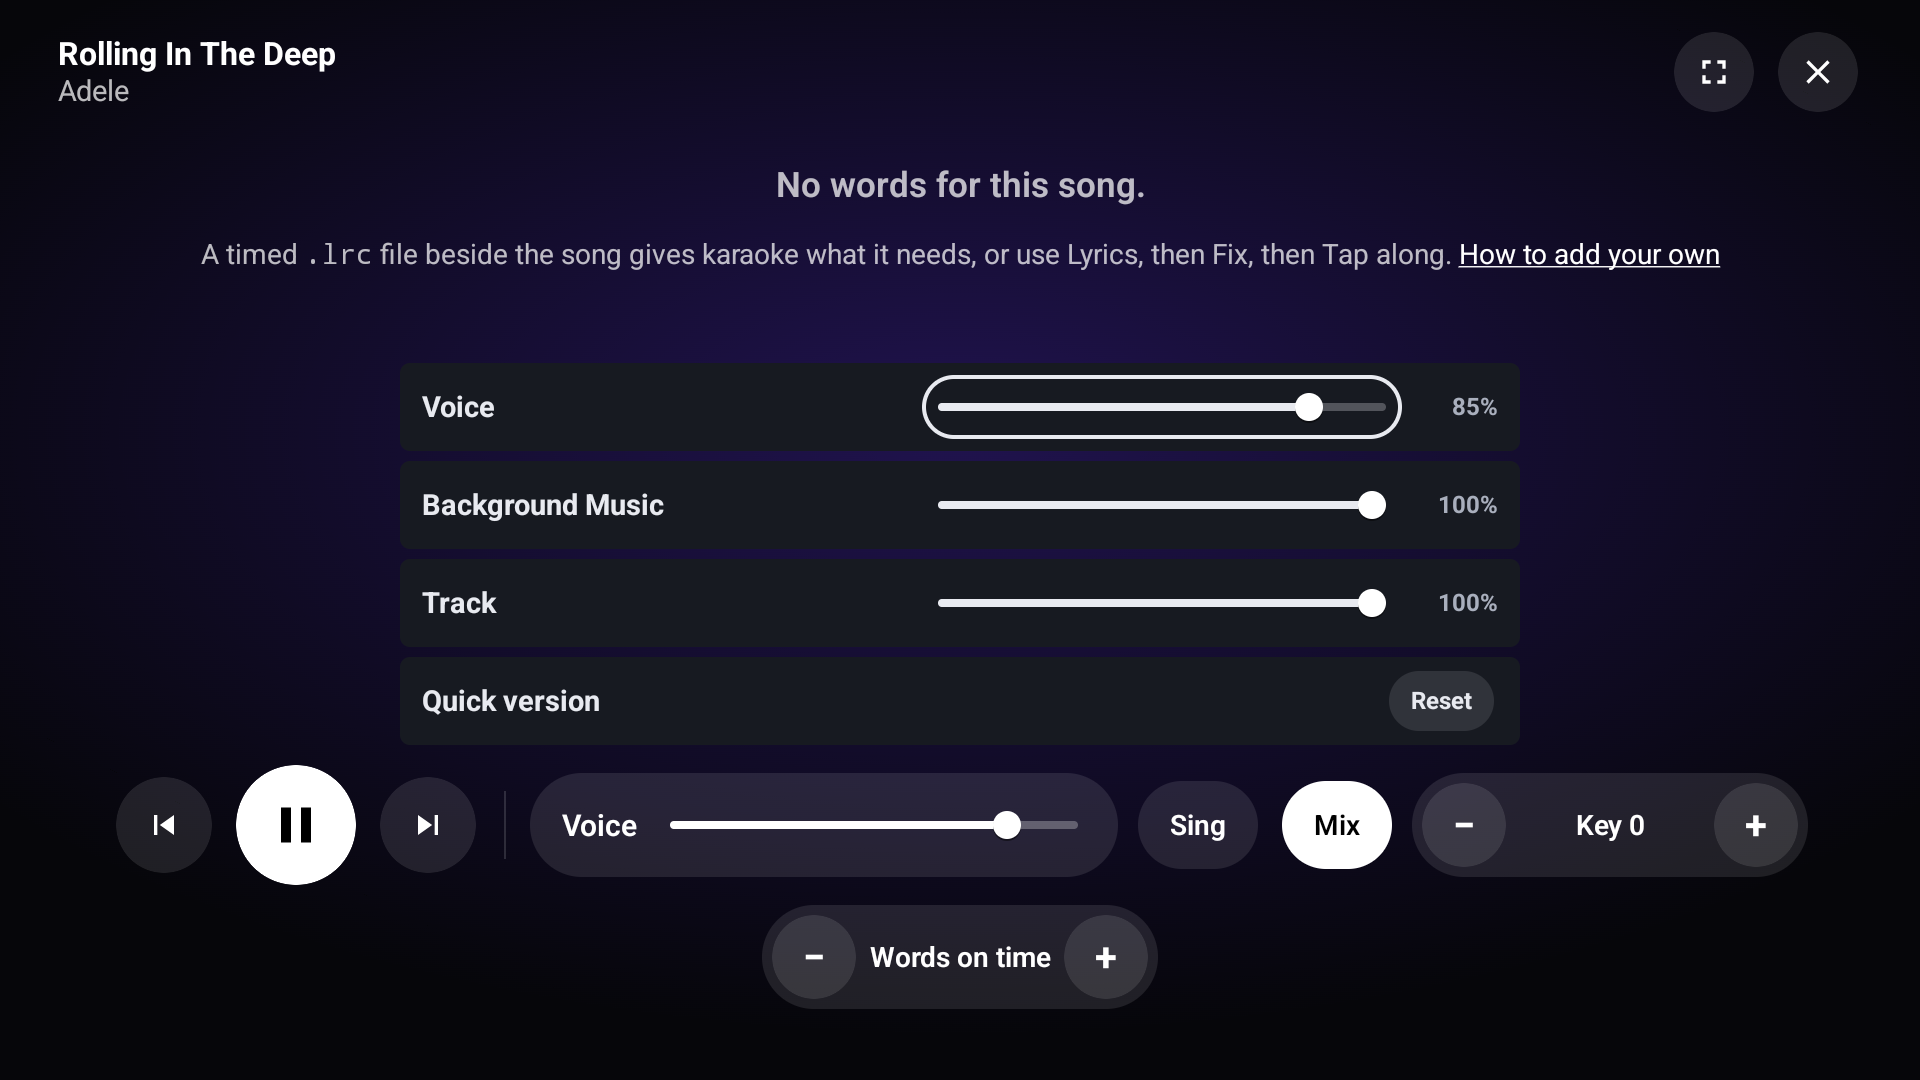 Rolling In The Deep
Adele
No words for this song.
A timed .lrc file beside the song gives karaoke what it needs, or use Lyrics, then Fix, then Tap along. How to add your own
Voice 85%
Background Music 100%
Track 100%
Quick version Reset
Voice Sing Mix − Key 0 +
− Words on time +